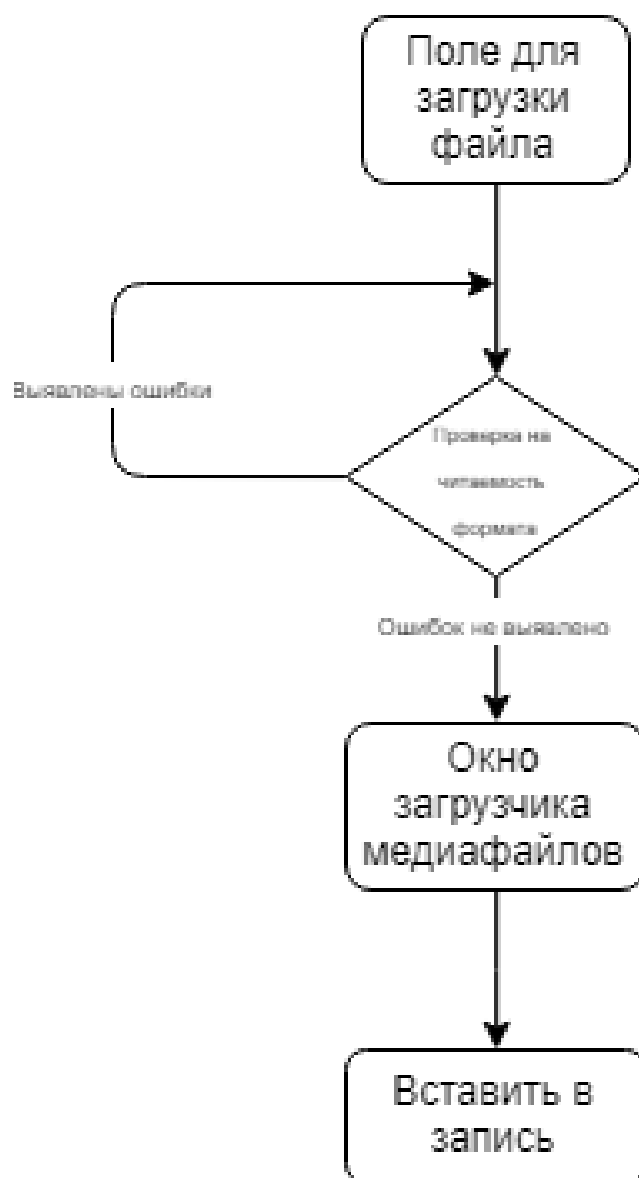 Поле для
загрузки
файла
Выявлены ошибки
Проверка на
читаемость
формата
Ошибок не выявлено
Окно
загрузчика
медиафайлов
Вставить в
запись